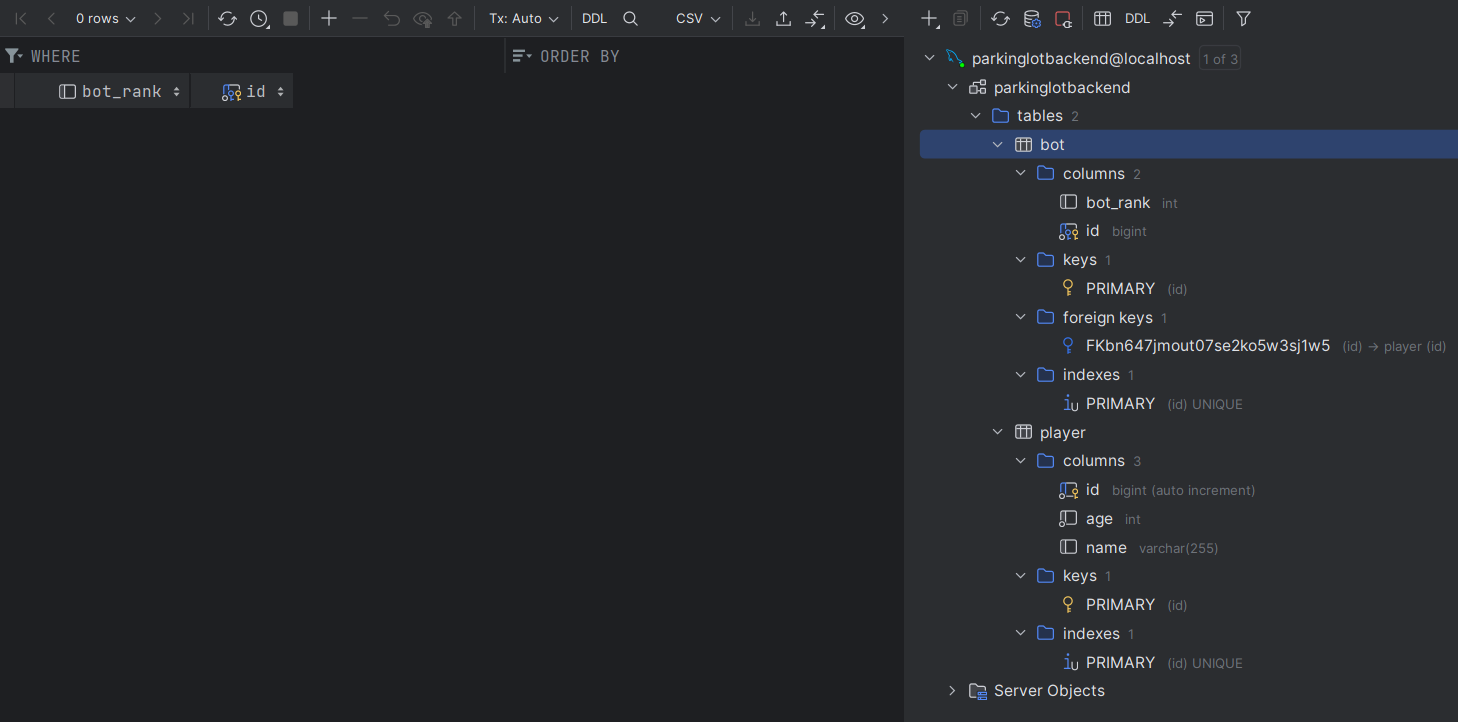 0 rows
Tx: Auto
DDL
CSV
WHERE
ORDER BY
bot_rank
id
DDL
parkinglotbackend@localhost 1 of 3
parkinglotbackend
tables 2
bot
columns 2
bot_rank int
id bigint
keys 1
PRIMARY (id)
foreign keys 1
FKbn647jmout07se2ko5w3sj1w5 (id) → player (id)
indexes 1
PRIMARY (id) UNIQUE
player
columns 3
id bigint (auto increment)
age int
name varchar(255)
keys 1
PRIMARY (id)
indexes 1
PRIMARY (id) UNIQUE
Server Objects